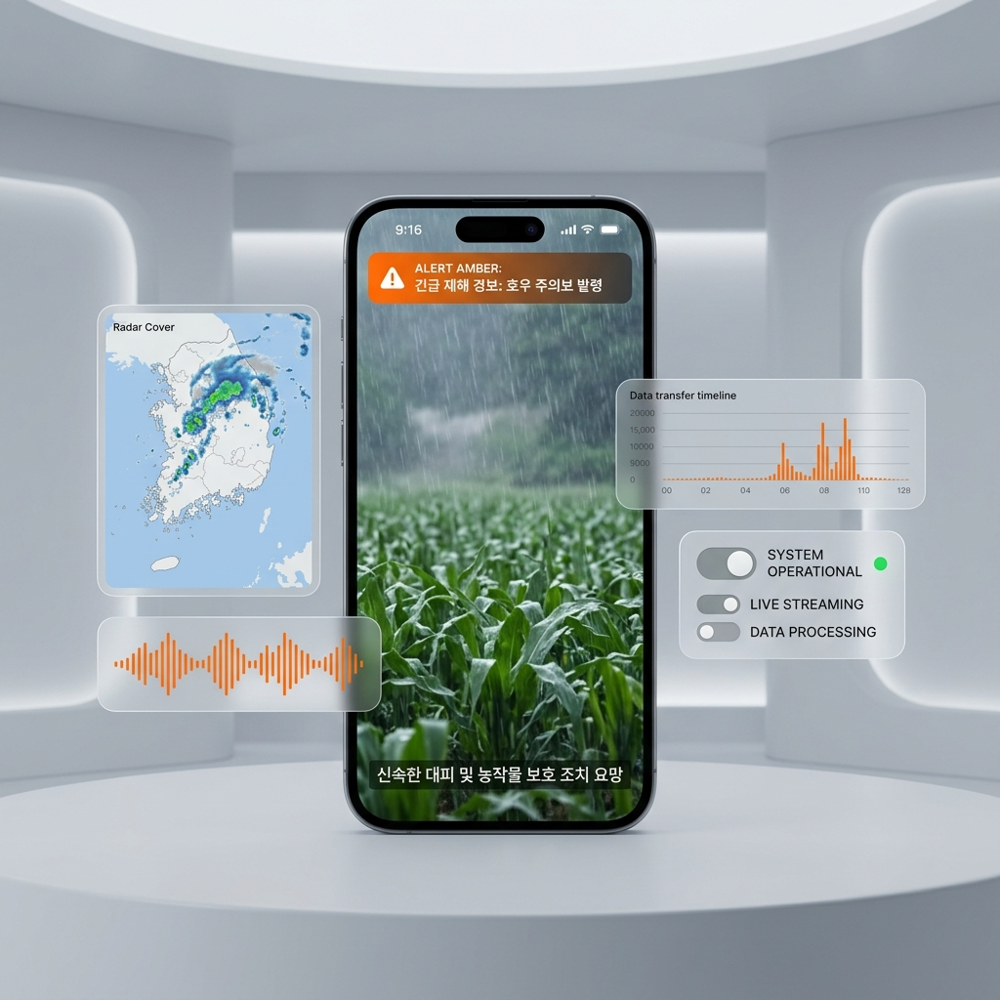 9:16
ALERT AMBER:
긴급 재해 경보: 호우 주의보 발령
Radar Cover
Data transfer timeline
20000
15,000
10000
5000
0
00 02 04 06 08 110 128
SYSTEM
OPERATIONAL
LIVE STREAMING
DATA PROCESSING
신속한 대피 및 농작물 보호 조치 요망